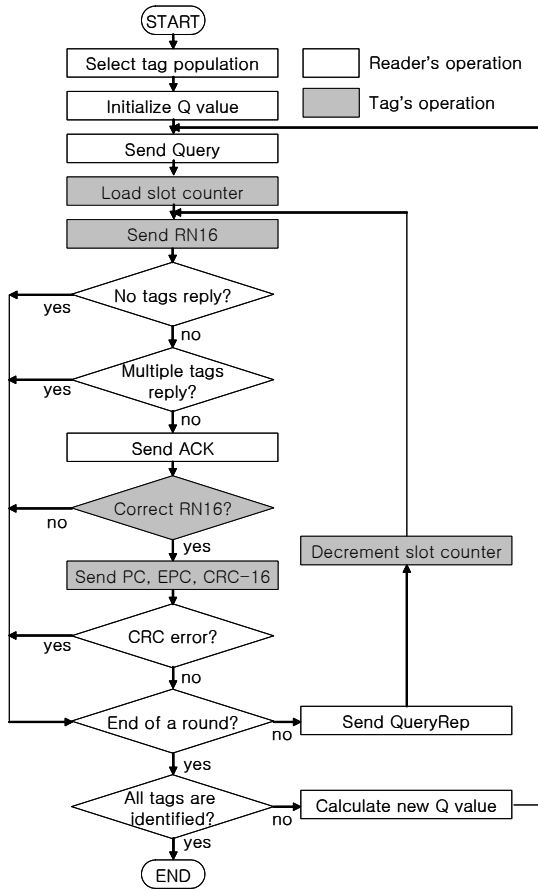 START
Select tag population
Reader's operation
Initialize Q value
Tag's operation
Send Query
Load slot counter
Send RN16
No tags reply?
yes
no
Multiple tags
reply?
yes
no
Send ACK
Correct RN16?
no
yes
Decrement slot counter
Send PC, EPC, CRC-16
CRC error?
yes
no
End of a round?
no
Send QueryRep
yes
All tags are
identified?
no
Calculate new Q value
yes
END